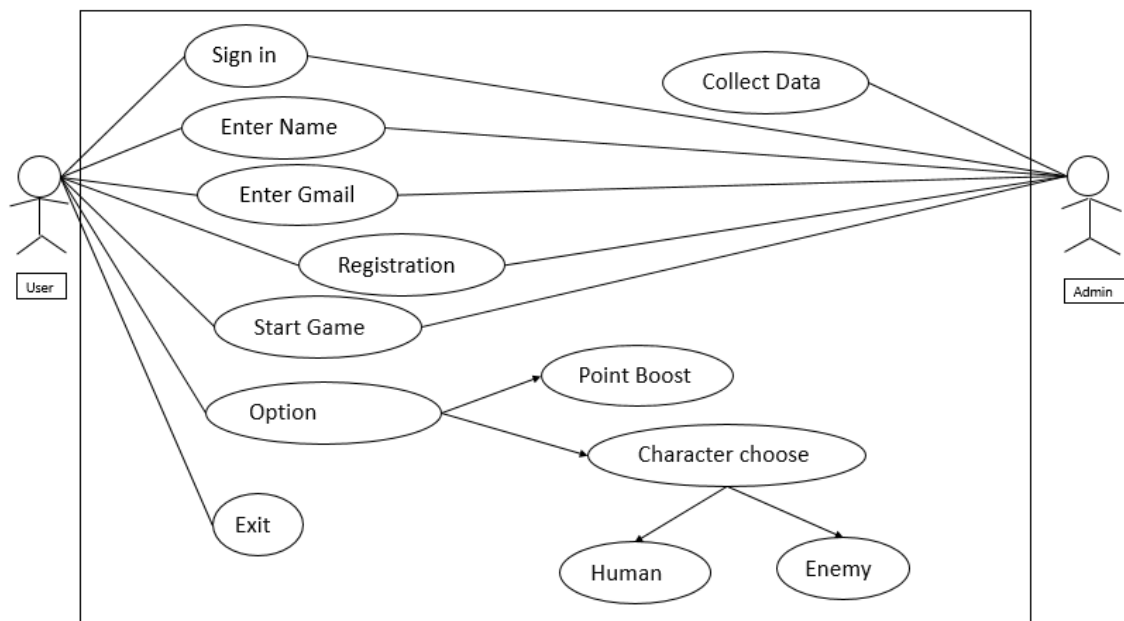 Sign in
Collect Data
Enter Name
Enter Gmail
Registration
User
Admin
Start Game
Point Boost
Option
Character choose
Exit
Human
Enemy